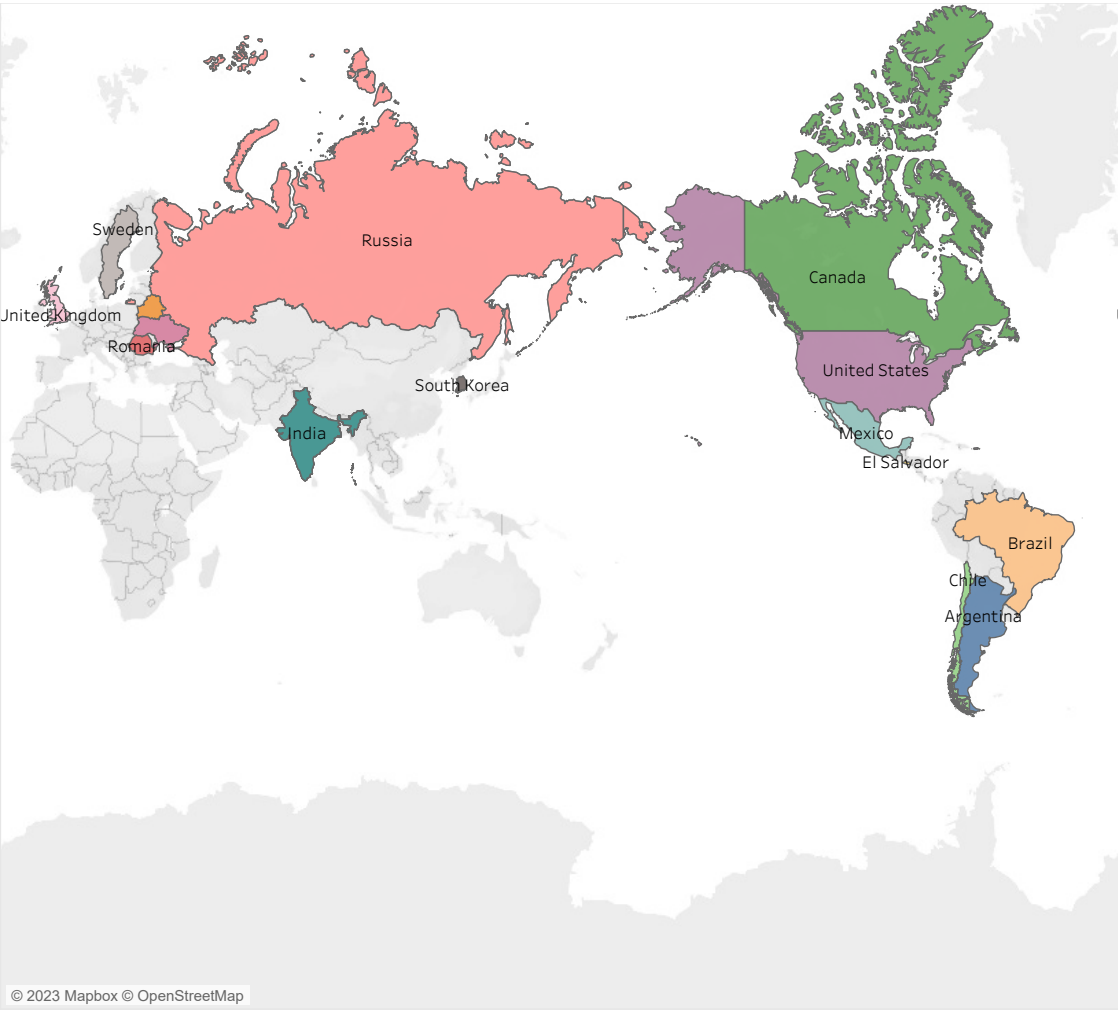 Sweden
Russia
Canada
United Kingdom
Romania
United States
South Korea
India
Mexico
El Salvador
Brazil
Chile
Argentina
© 2023 Mapbox © OpenStreetMap